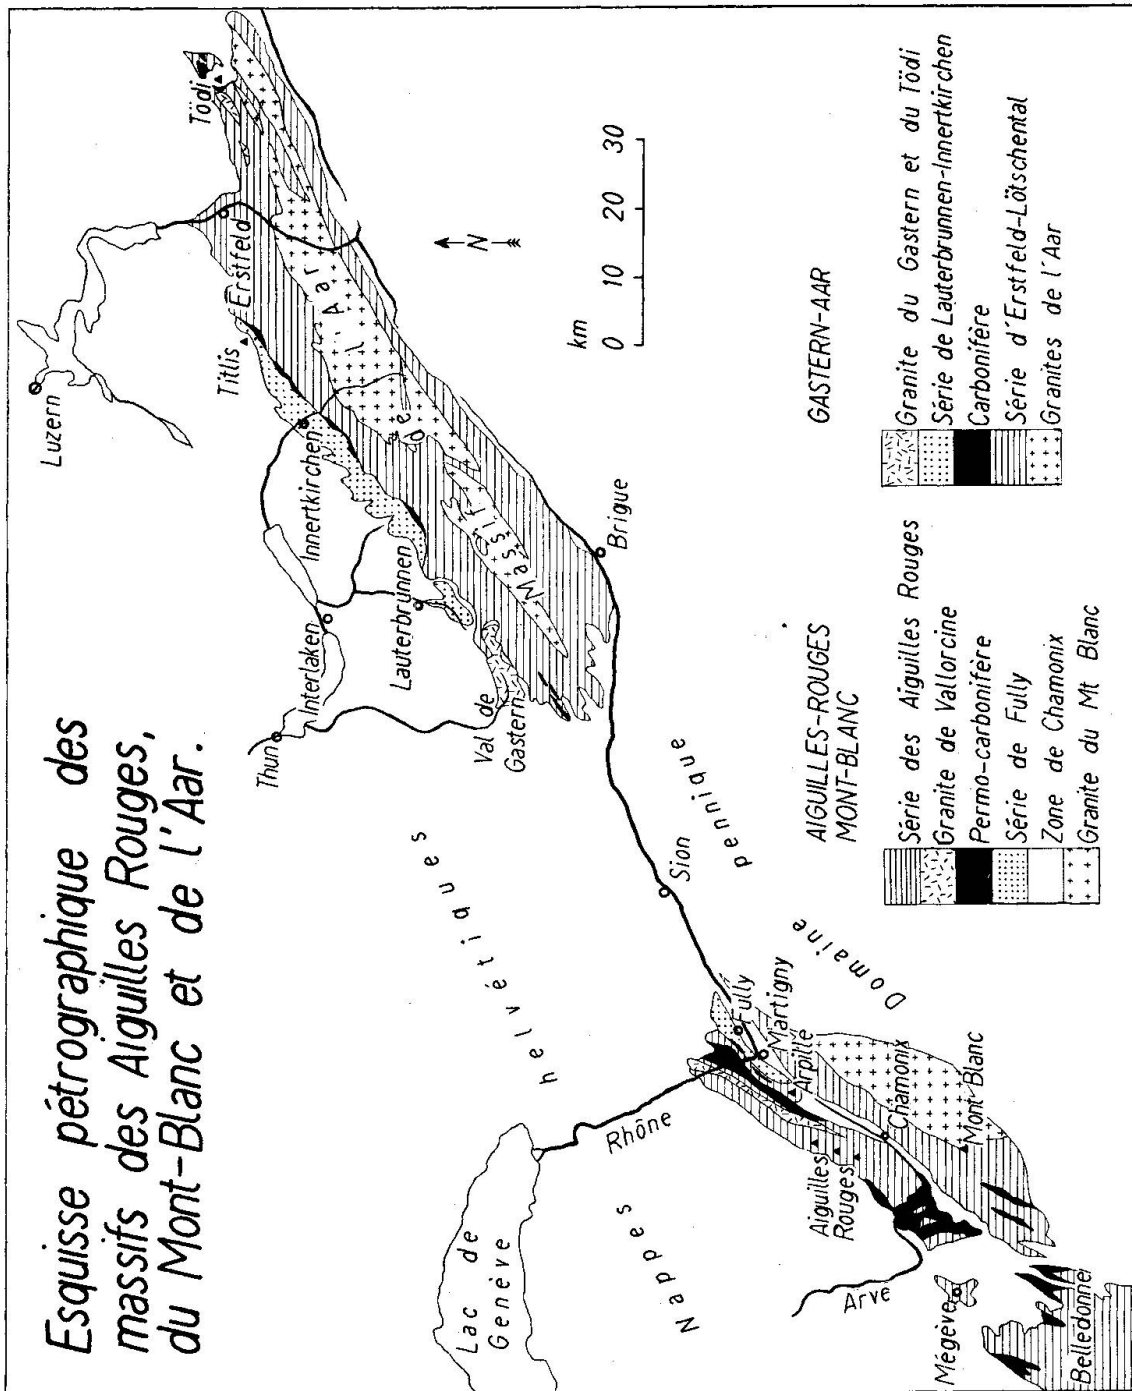 Esquisse pétrographique des
massifs des Aiguilles Rouges,
du Mont-Blanc et de l'Aar.
Luzern
Tödi
Erstfeld
Titlis
Innertkirchen
Interlaken
Thun
Lauterbrunnen
Val de
Gastern
Massif de l'Aar
Brigue
N
km
0 10 20 30
Nappes helvétiques
Domaine pennique
Sion
Lac de
Genève
Rhône
Fully
Martigny
Arpille
Aiguilles
Rouges
Chamonix
Mont Blanc
Arve
Mégève
Belledonne
AIGUILLES-ROUGES
MONT-BLANC
Série des Aiguilles Rouges
Granite de Vallorcine
Permo-carbonifère
Série de Fully
Zone de Chamonix
Granite du Mt Blanc
GASTERN-AAR
Granite du Gastern et du Tödi
Série de Lauterbrunnen-Innertkirchen
Carbonifère
Série d'Erstfeld-Lötschental
Granites de l'Aar